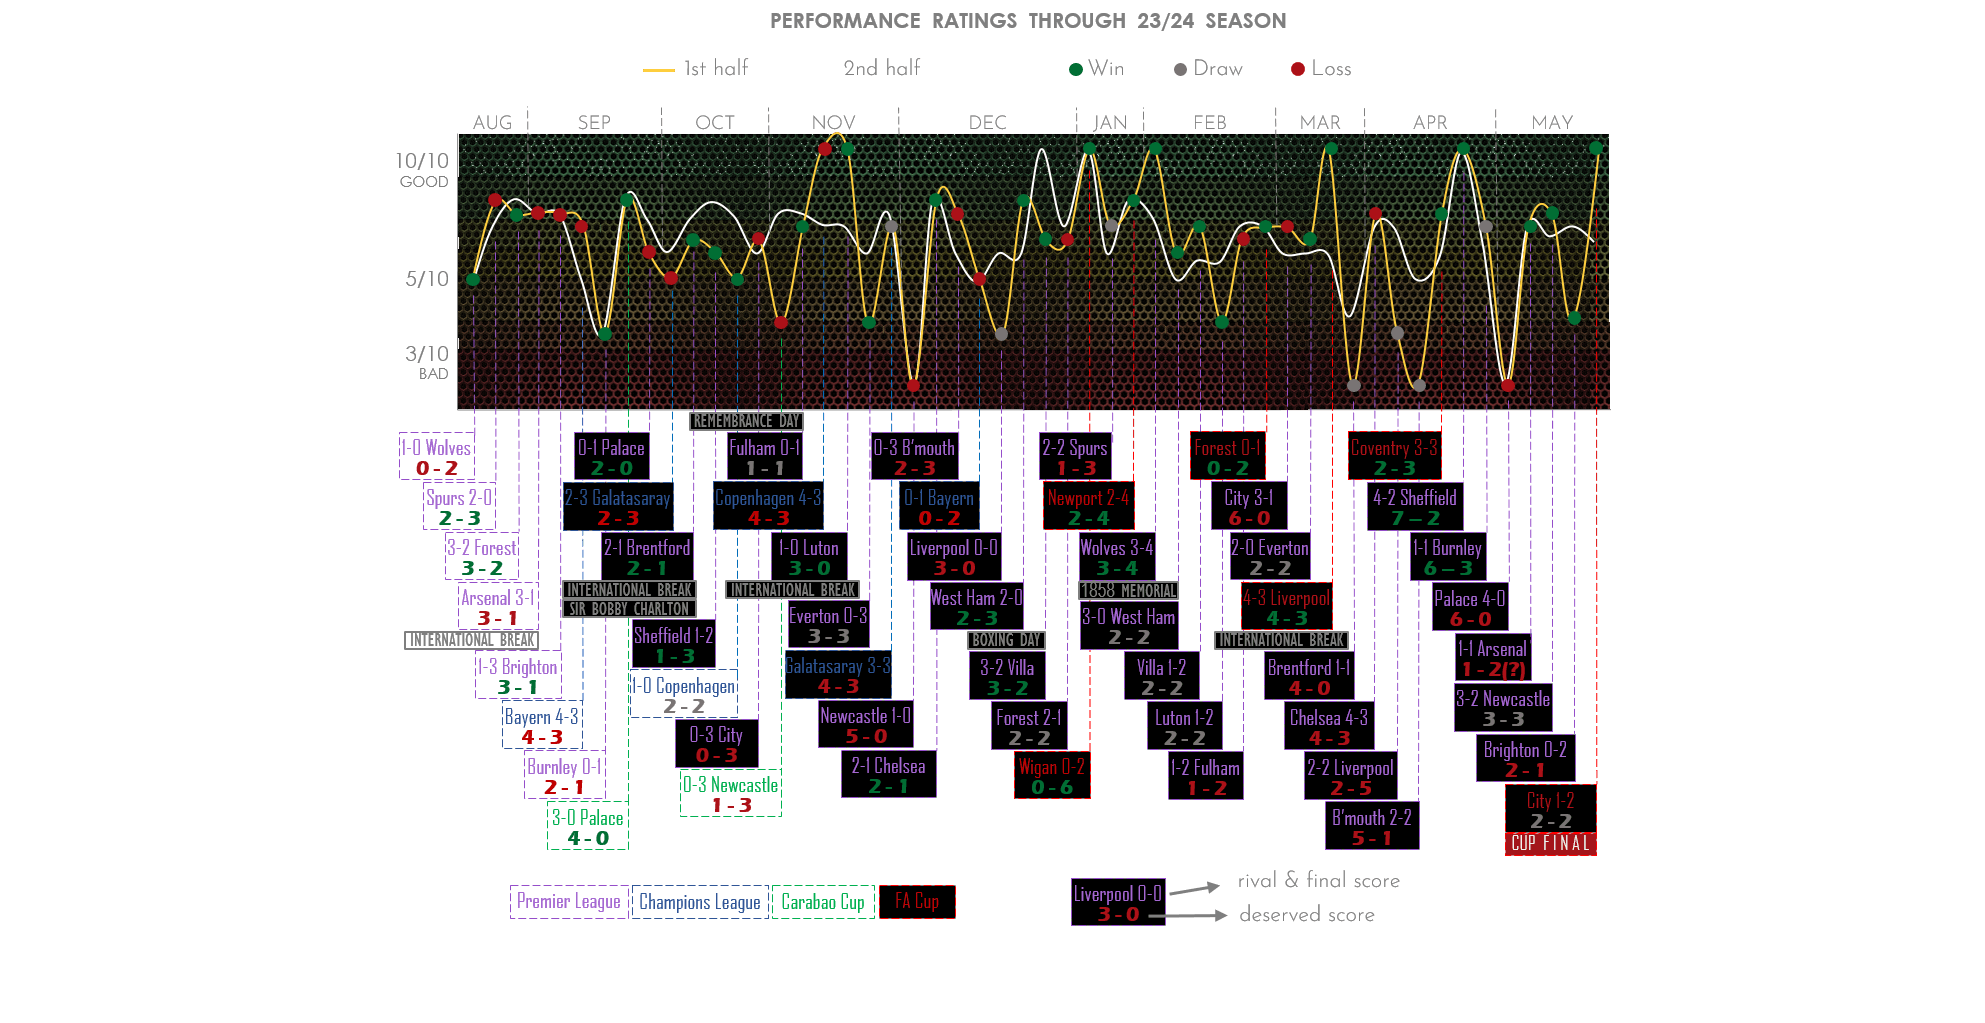 PERFORMANCE RATINGS THROUGH 23/24 SEASON
1st half 2nd half Win Draw Loss
AUG SEP OCT NOV DEC JAN FEB MAR APR MAY
10/10
GOOD
5/10
3/10
BAD
1-0 Wolves
0 - 2
Spurs 2-0
2 - 3
3-2 Forest
3 - 2
Arsenal 3-1
3 - 1
INTERNATIONAL BREAK
1-3 Brighton
3 - 1
Bayern 4-3
4 - 3
Burnley 0-1
2 - 1
3-0 Palace
4 - 0
0-1 Palace
2 - 0
2-3 Galatasaray
2 - 3
2-1 Brentford
2 - 1
INTERNATIONAL BREAK
SIR BOBBY CHARLTON
Sheffield 1-2
1 - 3
1-0 Copenhagen
2 - 2
0-3 City
0 - 3
0-3 Newcastle
1 - 3
REMEMBRANCE DAY
Fulham 0-1
1 - 1
Copenhagen 4-3
4 - 3
1-0 Luton
3 - 0
INTERNATIONAL BREAK
Everton 0-3
3 - 3
Galatasaray 3-3
4 - 3
Newcastle 1-0
5 - 0
2-1 Chelsea
2 - 1
0-3 B'mouth
2 - 3
0-1 Bayern
0 - 2
Liverpool 0-0
3 - 0
West Ham 2-0
2 - 3
BOXING DAY
3-2 Villa
3 - 2
Forest 2-1
2 - 2
Wigan 0-2
0 - 6
2-2 Spurs
1 - 3
Newport 2-4
2 - 4
Wolves 3-4
3 - 4
1858 MEMORIAL
3-0 West Ham
2 - 2
Villa 1-2
2 - 2
Luton 1-2
2 - 2
1-2 Fulham
1 - 2
Forest 0-1
0 - 2
City 3-1
6 - 0
2-0 Everton
2 - 2
4-3 Liverpool
4 - 3
INTERNATIONAL BREAK
Brentford 1-1
4 - 0
Chelsea 4-3
4 - 3
2-2 Liverpool
2 - 5
B'mouth 2-2
5 - 1
Coventry 3-3
2 - 3
4-2 Sheffield
7 – 2
1-1 Burnley
6 – 3
Palace 4-0
6 - 0
1-1 Arsenal
1 - 2(?)
3-2 Newcastle
3 - 3
Brighton 0-2
2 - 1
City 1-2
2 - 2
CUP FINAL
Premier League Champions League Carabao Cup FA Cup
Liverpool 0-0 rival & final score
3 - 0 deserved score